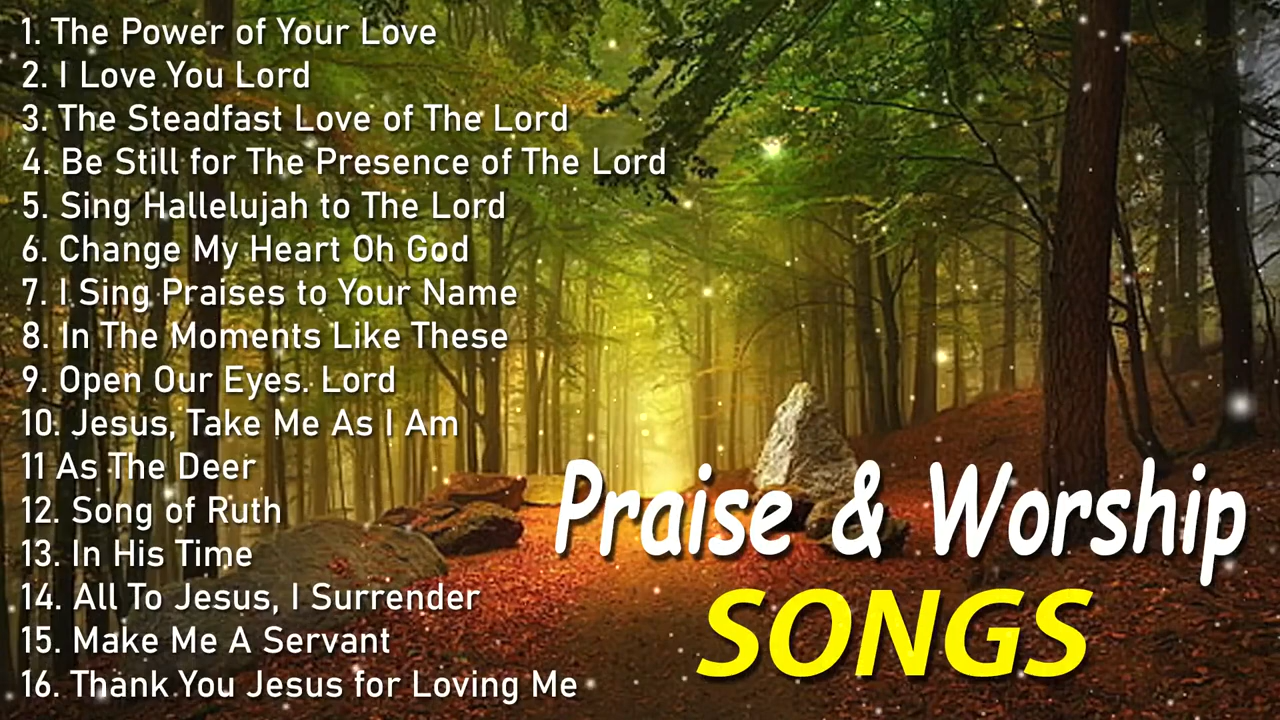 1. The Power of Your Love
2. I Love You Lord
3. The Steadfast Love of The Lord
4. Be Still for The Presence of The Lord
5. Sing Hallelujah to The Lord
6. Change My Heart Oh God
7. I Sing Praises to Your Name
8. In The Moments Like These
9. Open Our Eyes. Lord
10. Jesus, Take Me As I Am
11 As The Deer
12. Song of Ruth
13. In His Time
14. All To Jesus, I Surrender
15. Make Me A Servant
16. Thank You Jesus for Loving Me
Praise & Worship
SONGS